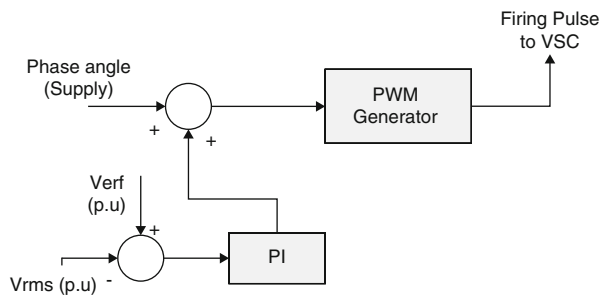 Firing Pulse
to VSC
Phase angle
(Supply)
PWM
Generator
+
+
Verf
(p.u)
+
PI
Vrms (p.u)
-